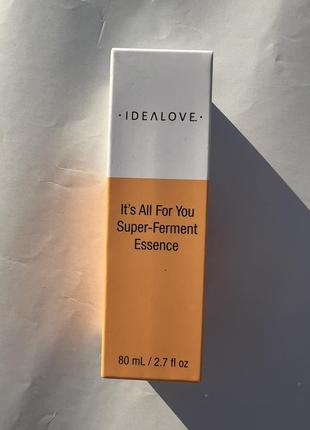 · IDEALOVE. ·
It's All For You
Super-Ferment
Essence
80 mL / 2.7 fl oz